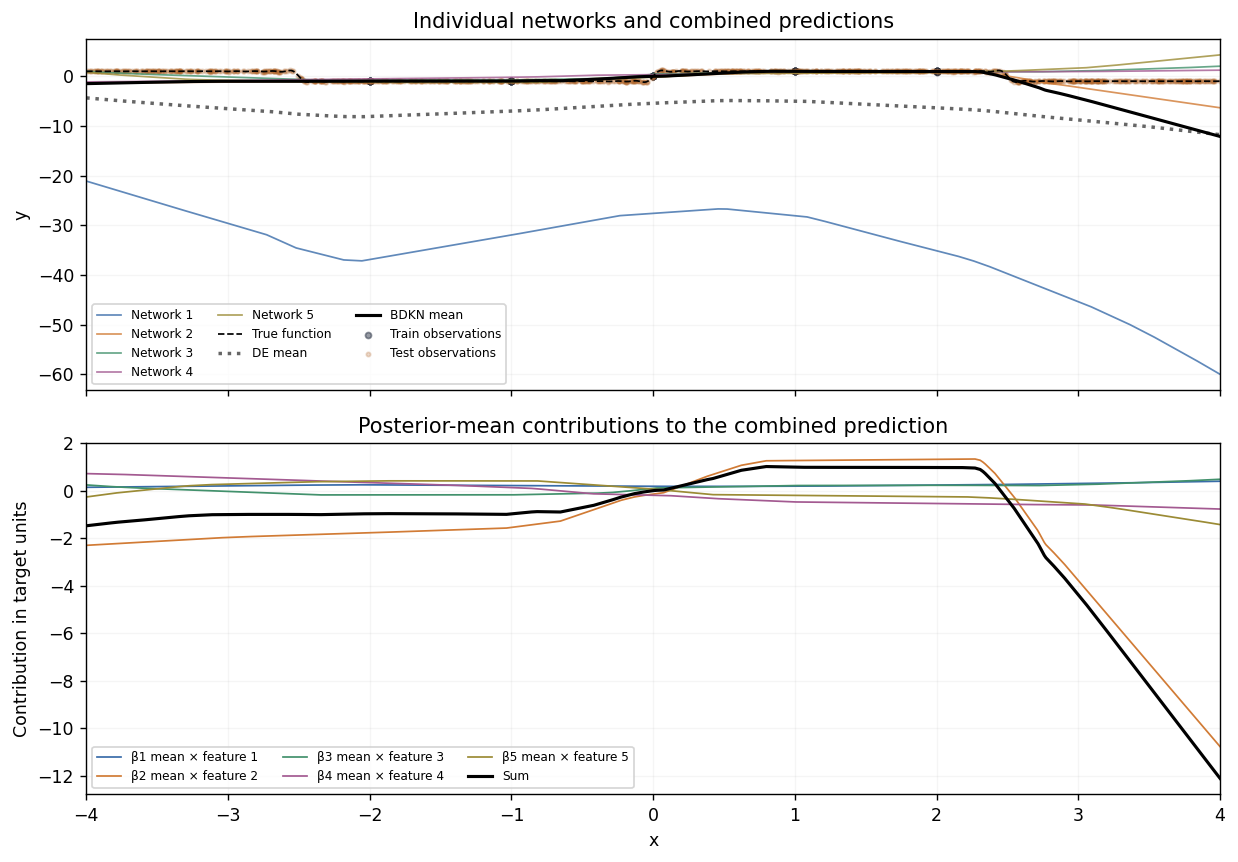 Individual networks and combined predictions
0
−10
−20
−30
−40
−50
−60
y
Network 1
Network 2
Network 3
Network 4
Network 5
True function
DE mean
BDKN mean
Train observations
Test observations
Posterior-mean contributions to the combined prediction
2
0
−2
−4
−6
−8
−10
−12
Contribution in target units
β1 mean × feature 1
β2 mean × feature 2
β3 mean × feature 3
β4 mean × feature 4
β5 mean × feature 5
Sum
−4
−3
−2
−1
0
1
2
3
4
x